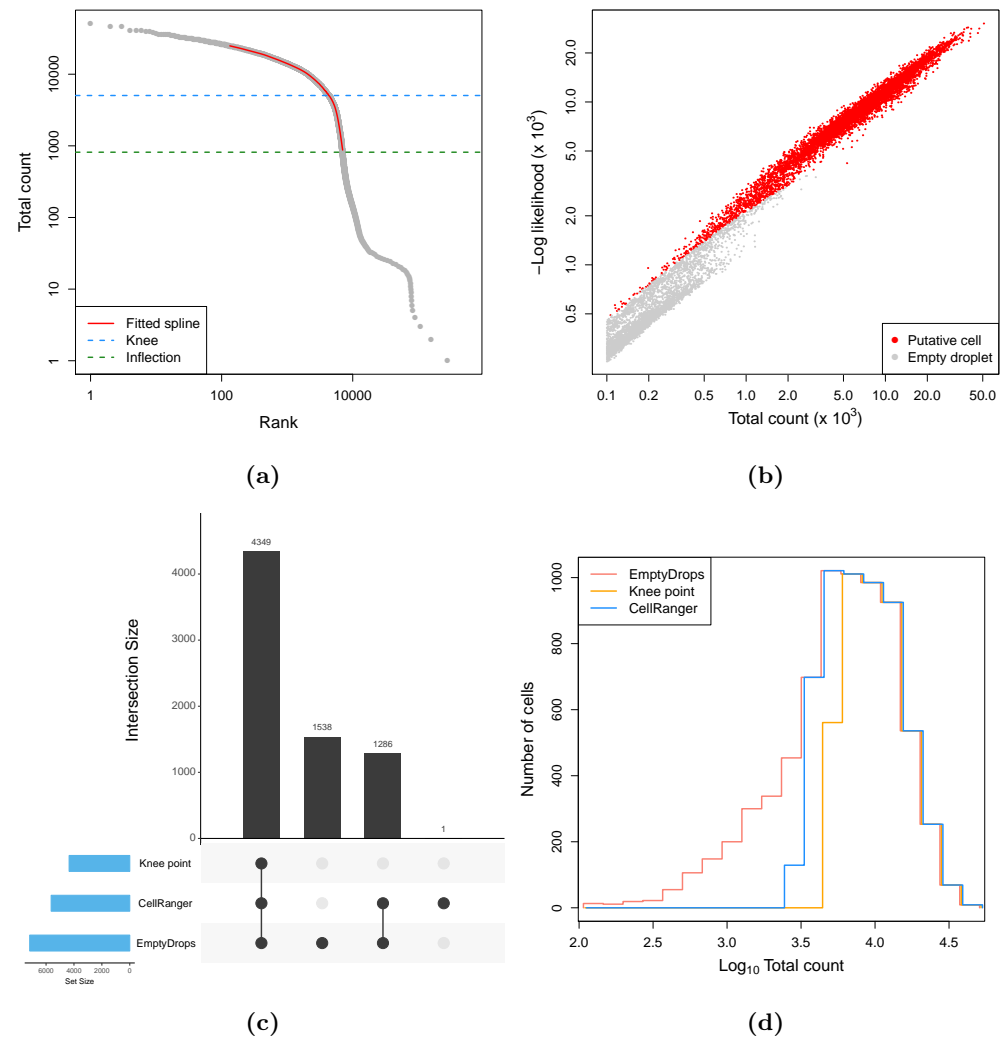 Total count
10000
1000
100
10
1
Fitted spline
Knee
Inflection
1 100 10000
Rank
(a)
−Log likelihood (x 10³)
20.0
10.0
5.0
2.0
1.0
0.5
Putative cell
Empty droplet
0.1 0.2 0.5 1.0 2.0 5.0 10.0 20.0 50.0
Total count (x 10³)
(b)
Intersection Size
4000
3000
2000
1000
0
4349
1538
1286
1
Knee point
CellRanger
EmptyDrops
6000 4000 2000 0
Set Size
(c)
Number of cells
1000
800
600
400
200
0
EmptyDrops
Knee point
CellRanger
2.0 2.5 3.0 3.5 4.0 4.5
Log₁₀ Total count
(d)